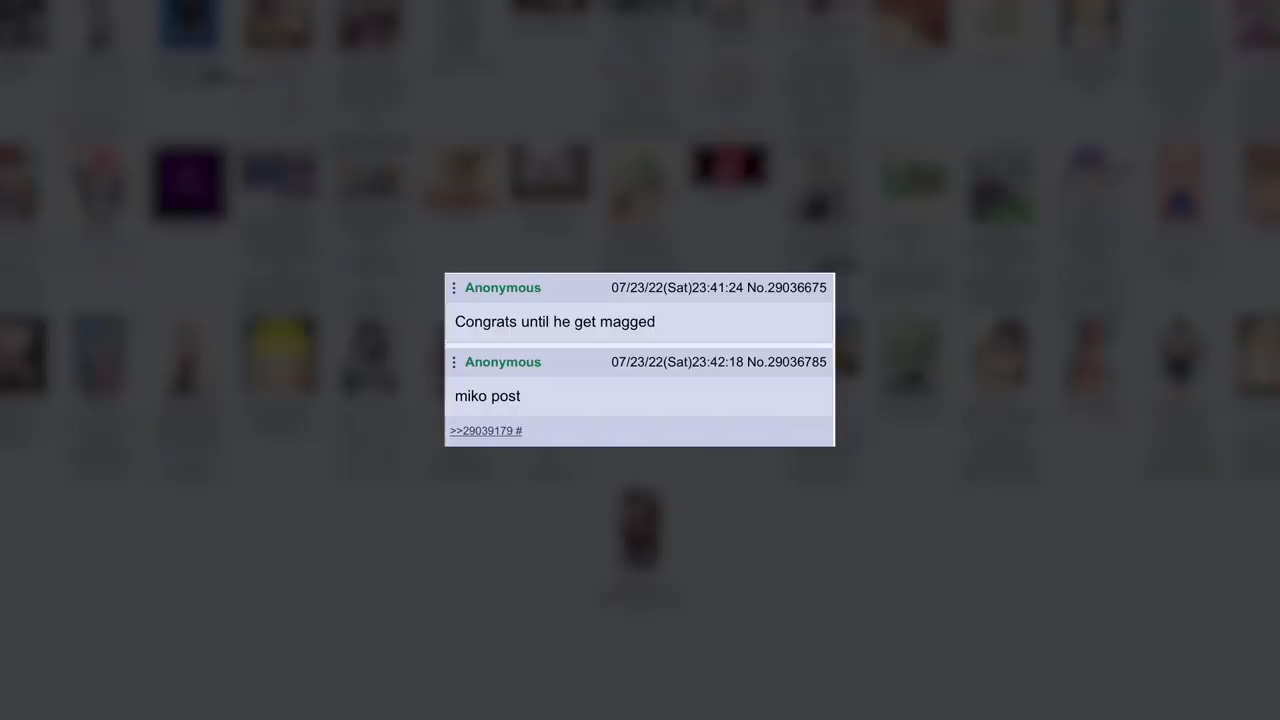 Anonymous 07/23/22(Sat)23:41:24 No.29036675
Congrats until he get magged
Anonymous 07/23/22(Sat)23:42:18 No.29036785
miko post
>>29039179 #